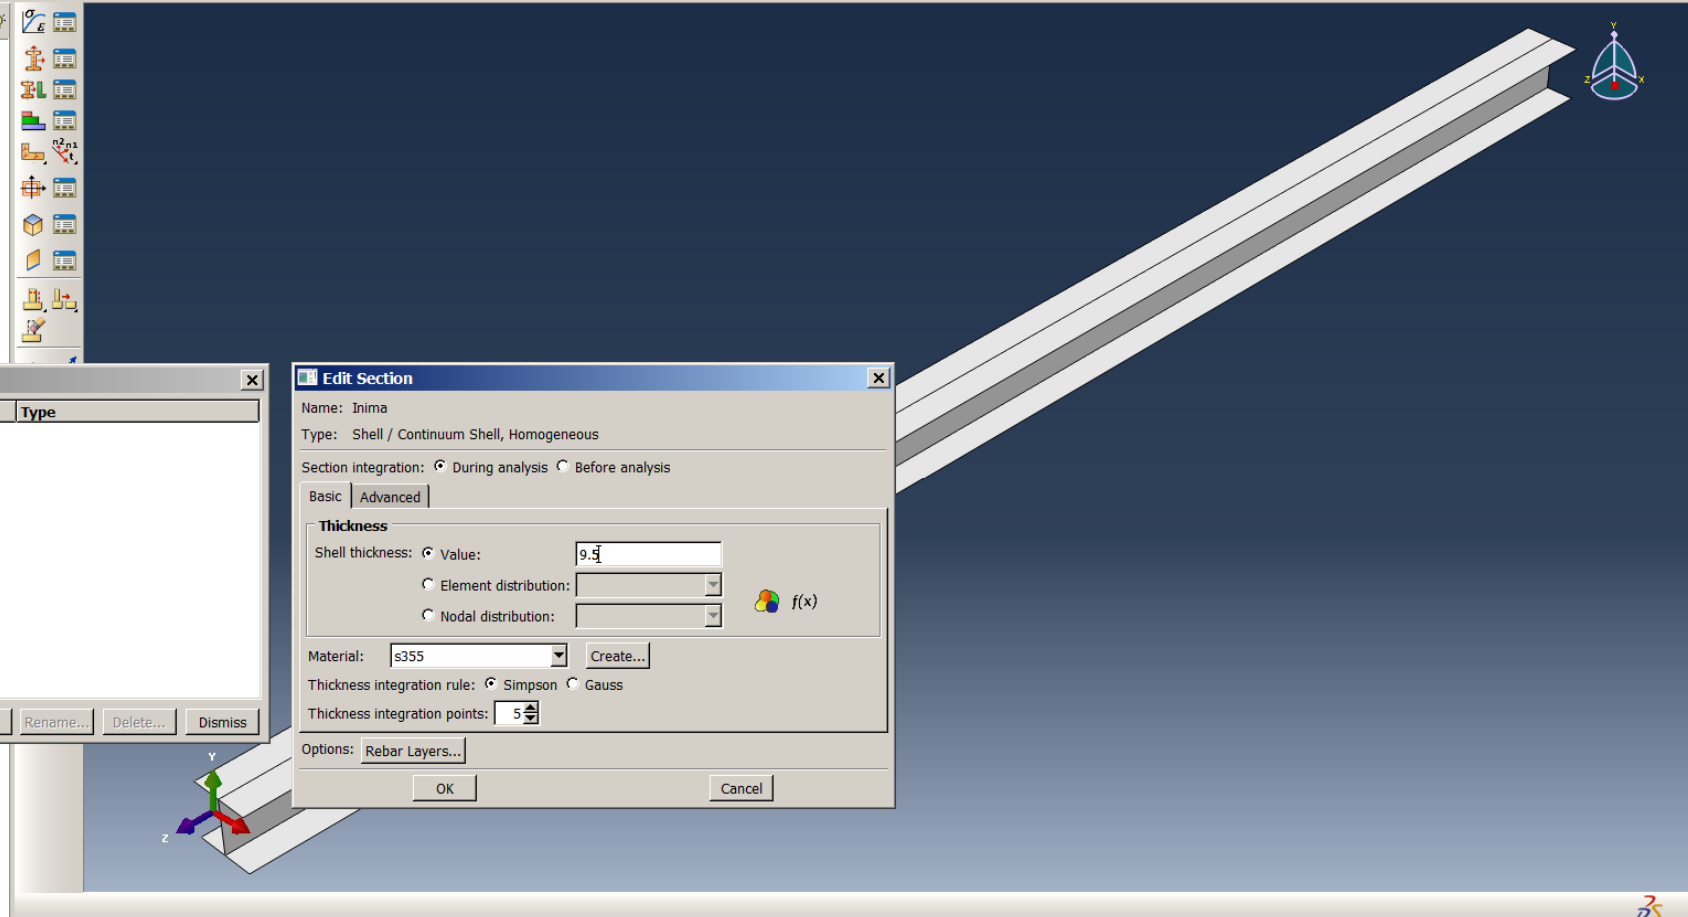 σ
ε
n2 n1
t
Y
Z X
Type
Rename... Delete... Dismiss
Edit Section
Name: Inima
Type: Shell / Continuum Shell, Homogeneous
Section integration: During analysis Before analysis
Basic Advanced
Thickness
Shell thickness: Value: 9.5
Element distribution:
Nodal distribution:
f(x)
Material: s355 Create...
Thickness integration rule: Simpson Gauss
Thickness integration points: 5
Options: Rebar Layers...
OK Cancel
Y
Z